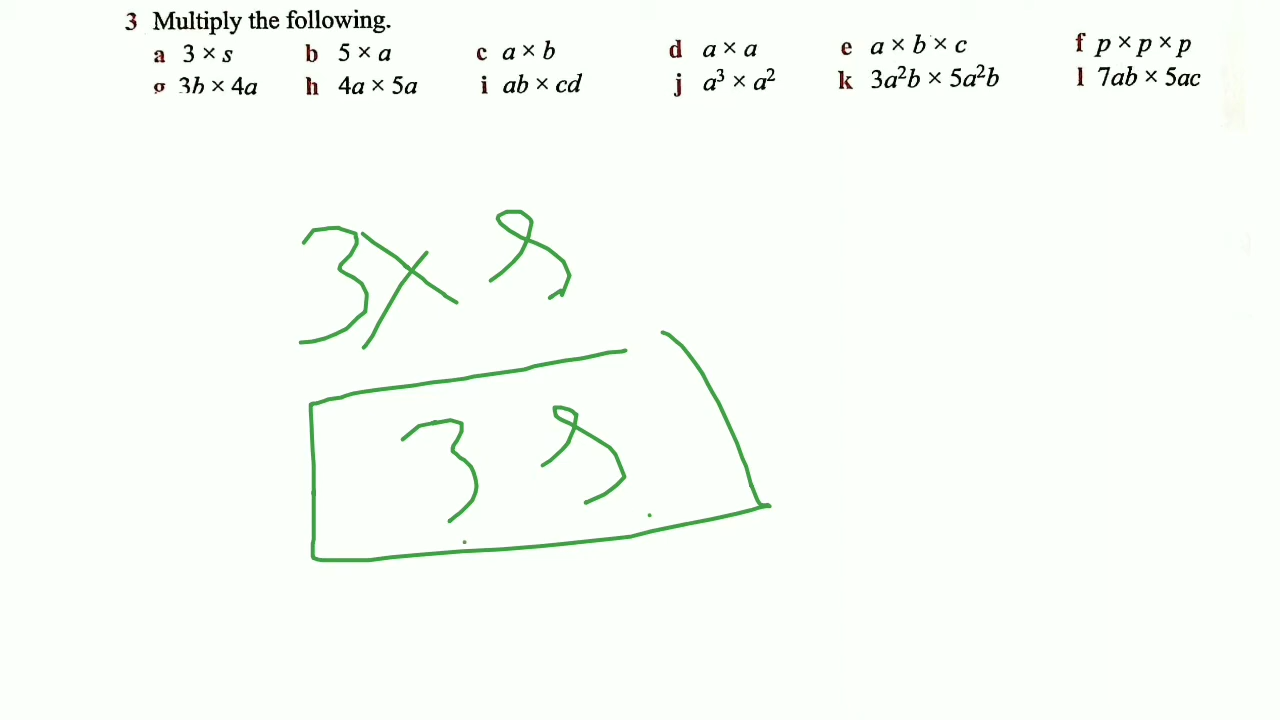 3 Multiply the following.
a 3 × s b 5 × a c a × b d a × a e a × b × c f p × p × p
g 3b × 4a h 4a × 5a i ab × cd j a³ × a² k 3a²b × 5a²b l 7ab × 5ac
3 × s
3 s